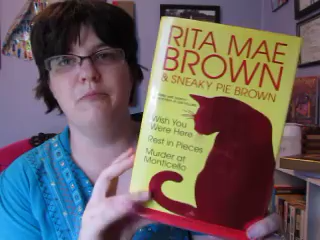 RITA MAE
BROWN
& SNEAKY PIE BROWN
Wish You
Were Here
Rest in Pieces
Murder at
Monticello